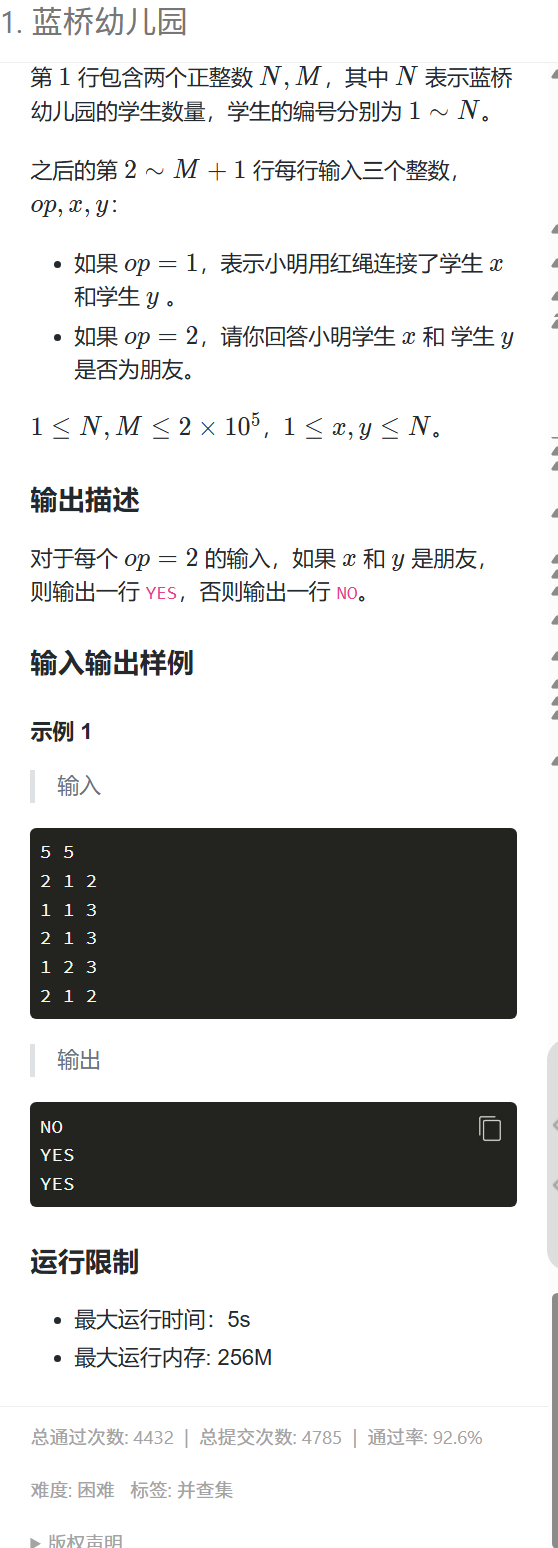 1. 蓝桥幼儿园
第 1 行包含两个正整数 N, M，其中 N 表示蓝桥
幼儿园的学生数量，学生的编号分别为 1 ∼ N。
之后的第 2 ∼ M + 1 行每行输入三个整数，
op, x, y：
• 如果 op = 1，表示小明用红绳连接了学生 x
和学生 y 。
• 如果 op = 2，请你回答小明学生 x 和 学生 y
是否为朋友。
1 ≤ N, M ≤ 2 × 10⁵，1 ≤ x, y ≤ N。
输出描述
对于每个 op = 2 的输入，如果 x 和 y 是朋友，
则输出一行 YES，否则输出一行 NO。
输入输出样例
示例 1
输入
5 5
2 1 2
1 1 3
2 1 3
1 2 3
2 1 2
输出
NO
YES
YES
运行限制
• 最大运行时间：5s
• 最大运行内存: 256M
总通过次数: 4432 | 总提交次数: 4785 | 通过率: 92.6%
难度: 困难 标签: 并查集
▶ 版权声明